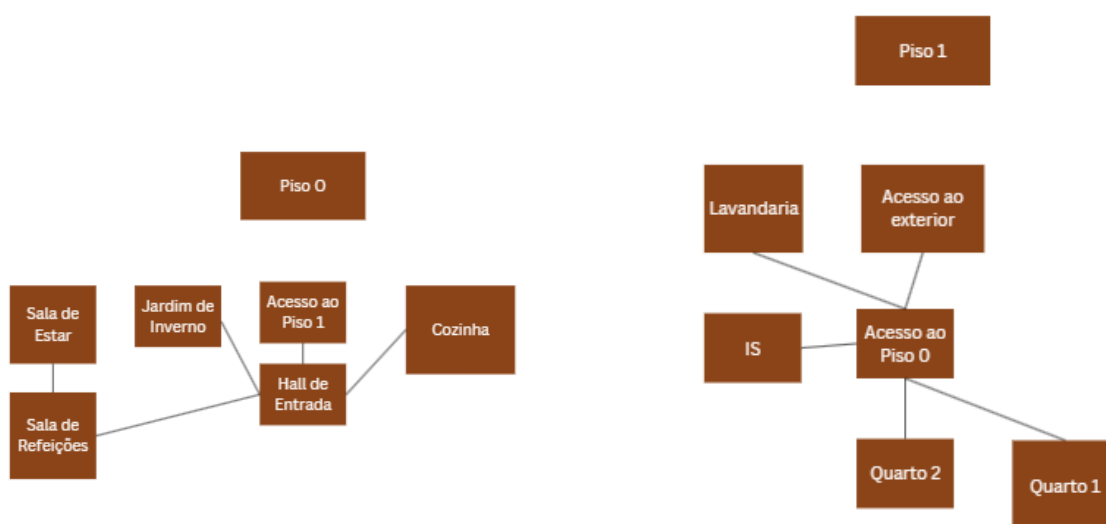 Piso 0
Sala de
Estar
Jardim de
Inverno
Acesso ao
Piso 1
Cozinha
Hall de
Entrada
Sala de
Refeições
Piso 1
Lavandaria
Acesso ao
exterior
IS
Acesso ao
Piso 0
Quarto 2
Quarto 1